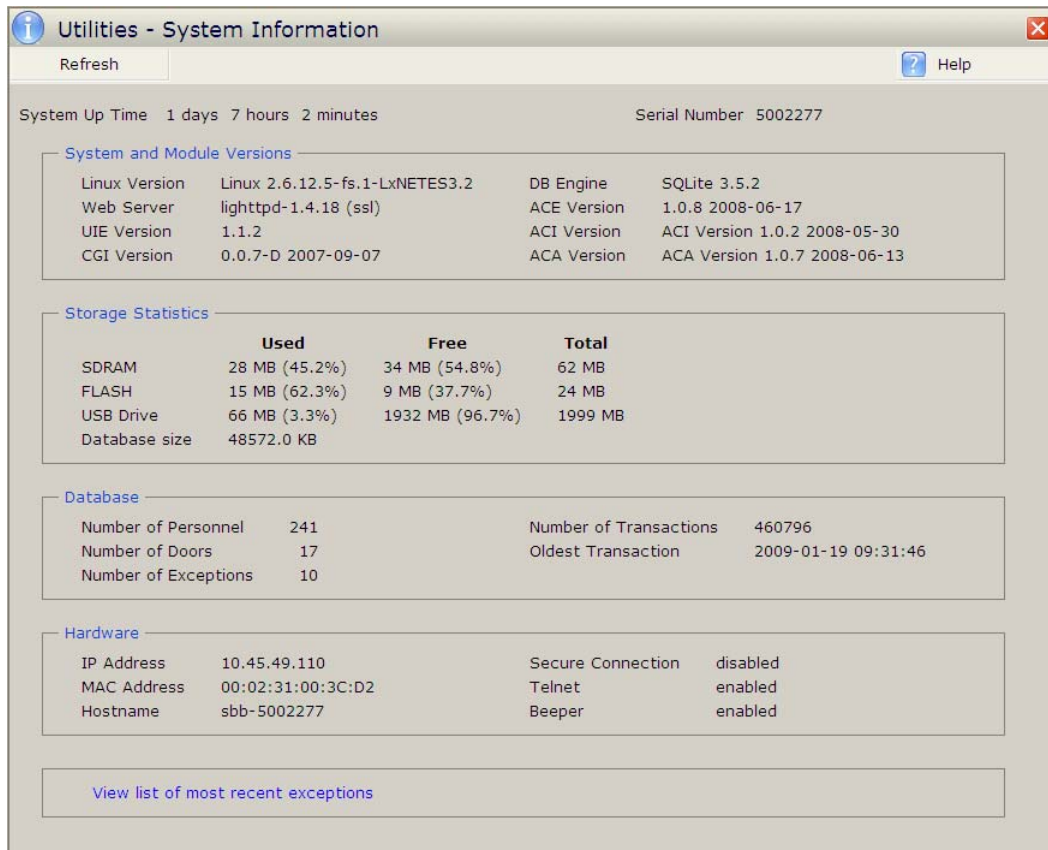 Utilities - System Information
Refresh Help
System Up Time 1 days 7 hours 2 minutes Serial Number 5002277
System and Module Versions
Linux Version Linux 2.6.12.5-fs.1-LxNETES3.2 DB Engine SQLite 3.5.2
Web Server lighttpd-1.4.18 (ssl) ACE Version 1.0.8 2008-06-17
UIE Version 1.1.2 ACI Version ACI Version 1.0.2 2008-05-30
CGI Version 0.0.7-D 2007-09-07 ACA Version ACA Version 1.0.7 2008-06-13
Storage Statistics
Used Free Total
SDRAM 28 MB (45.2%) 34 MB (54.8%) 62 MB
FLASH 15 MB (62.3%) 9 MB (37.7%) 24 MB
USB Drive 66 MB (3.3%) 1932 MB (96.7%) 1999 MB
Database size 48572.0 KB
Database
Number of Personnel 241 Number of Transactions 460796
Number of Doors 17 Oldest Transaction 2009-01-19 09:31:46
Number of Exceptions 10
Hardware
IP Address 10.45.49.110 Secure Connection disabled
MAC Address 00:02:31:00:3C:D2 Telnet enabled
Hostname sbb-5002277 Beeper enabled
View list of most recent exceptions